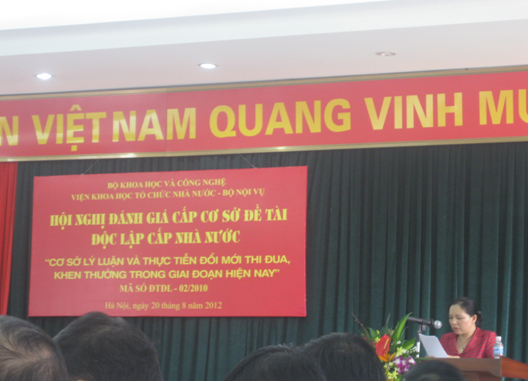 VIỆT NAM QUANG VINH
BỘ KHOA HỌC VÀ CÔNG NGHỆ
VIỆN KHOA HỌC TỔ CHỨC NHÀ NƯỚC - BỘ NỘI VỤ
HỘI NGHỊ ĐÁNH GIÁ CẤP CƠ SỞ ĐỀ TÀI
ĐỘC LẬP CẤP NHÀ NƯỚC
"CƠ SỞ LÝ LUẬN VÀ THỰC TIỄN ĐỔI MỚI THI ĐUA,
KHEN THƯỞNG TRONG GIAI ĐOẠN HIỆN NAY"
MÃ SỐ ĐTĐL - 02/2010
Hà Nội, ngày 20 tháng 8 năm 2012